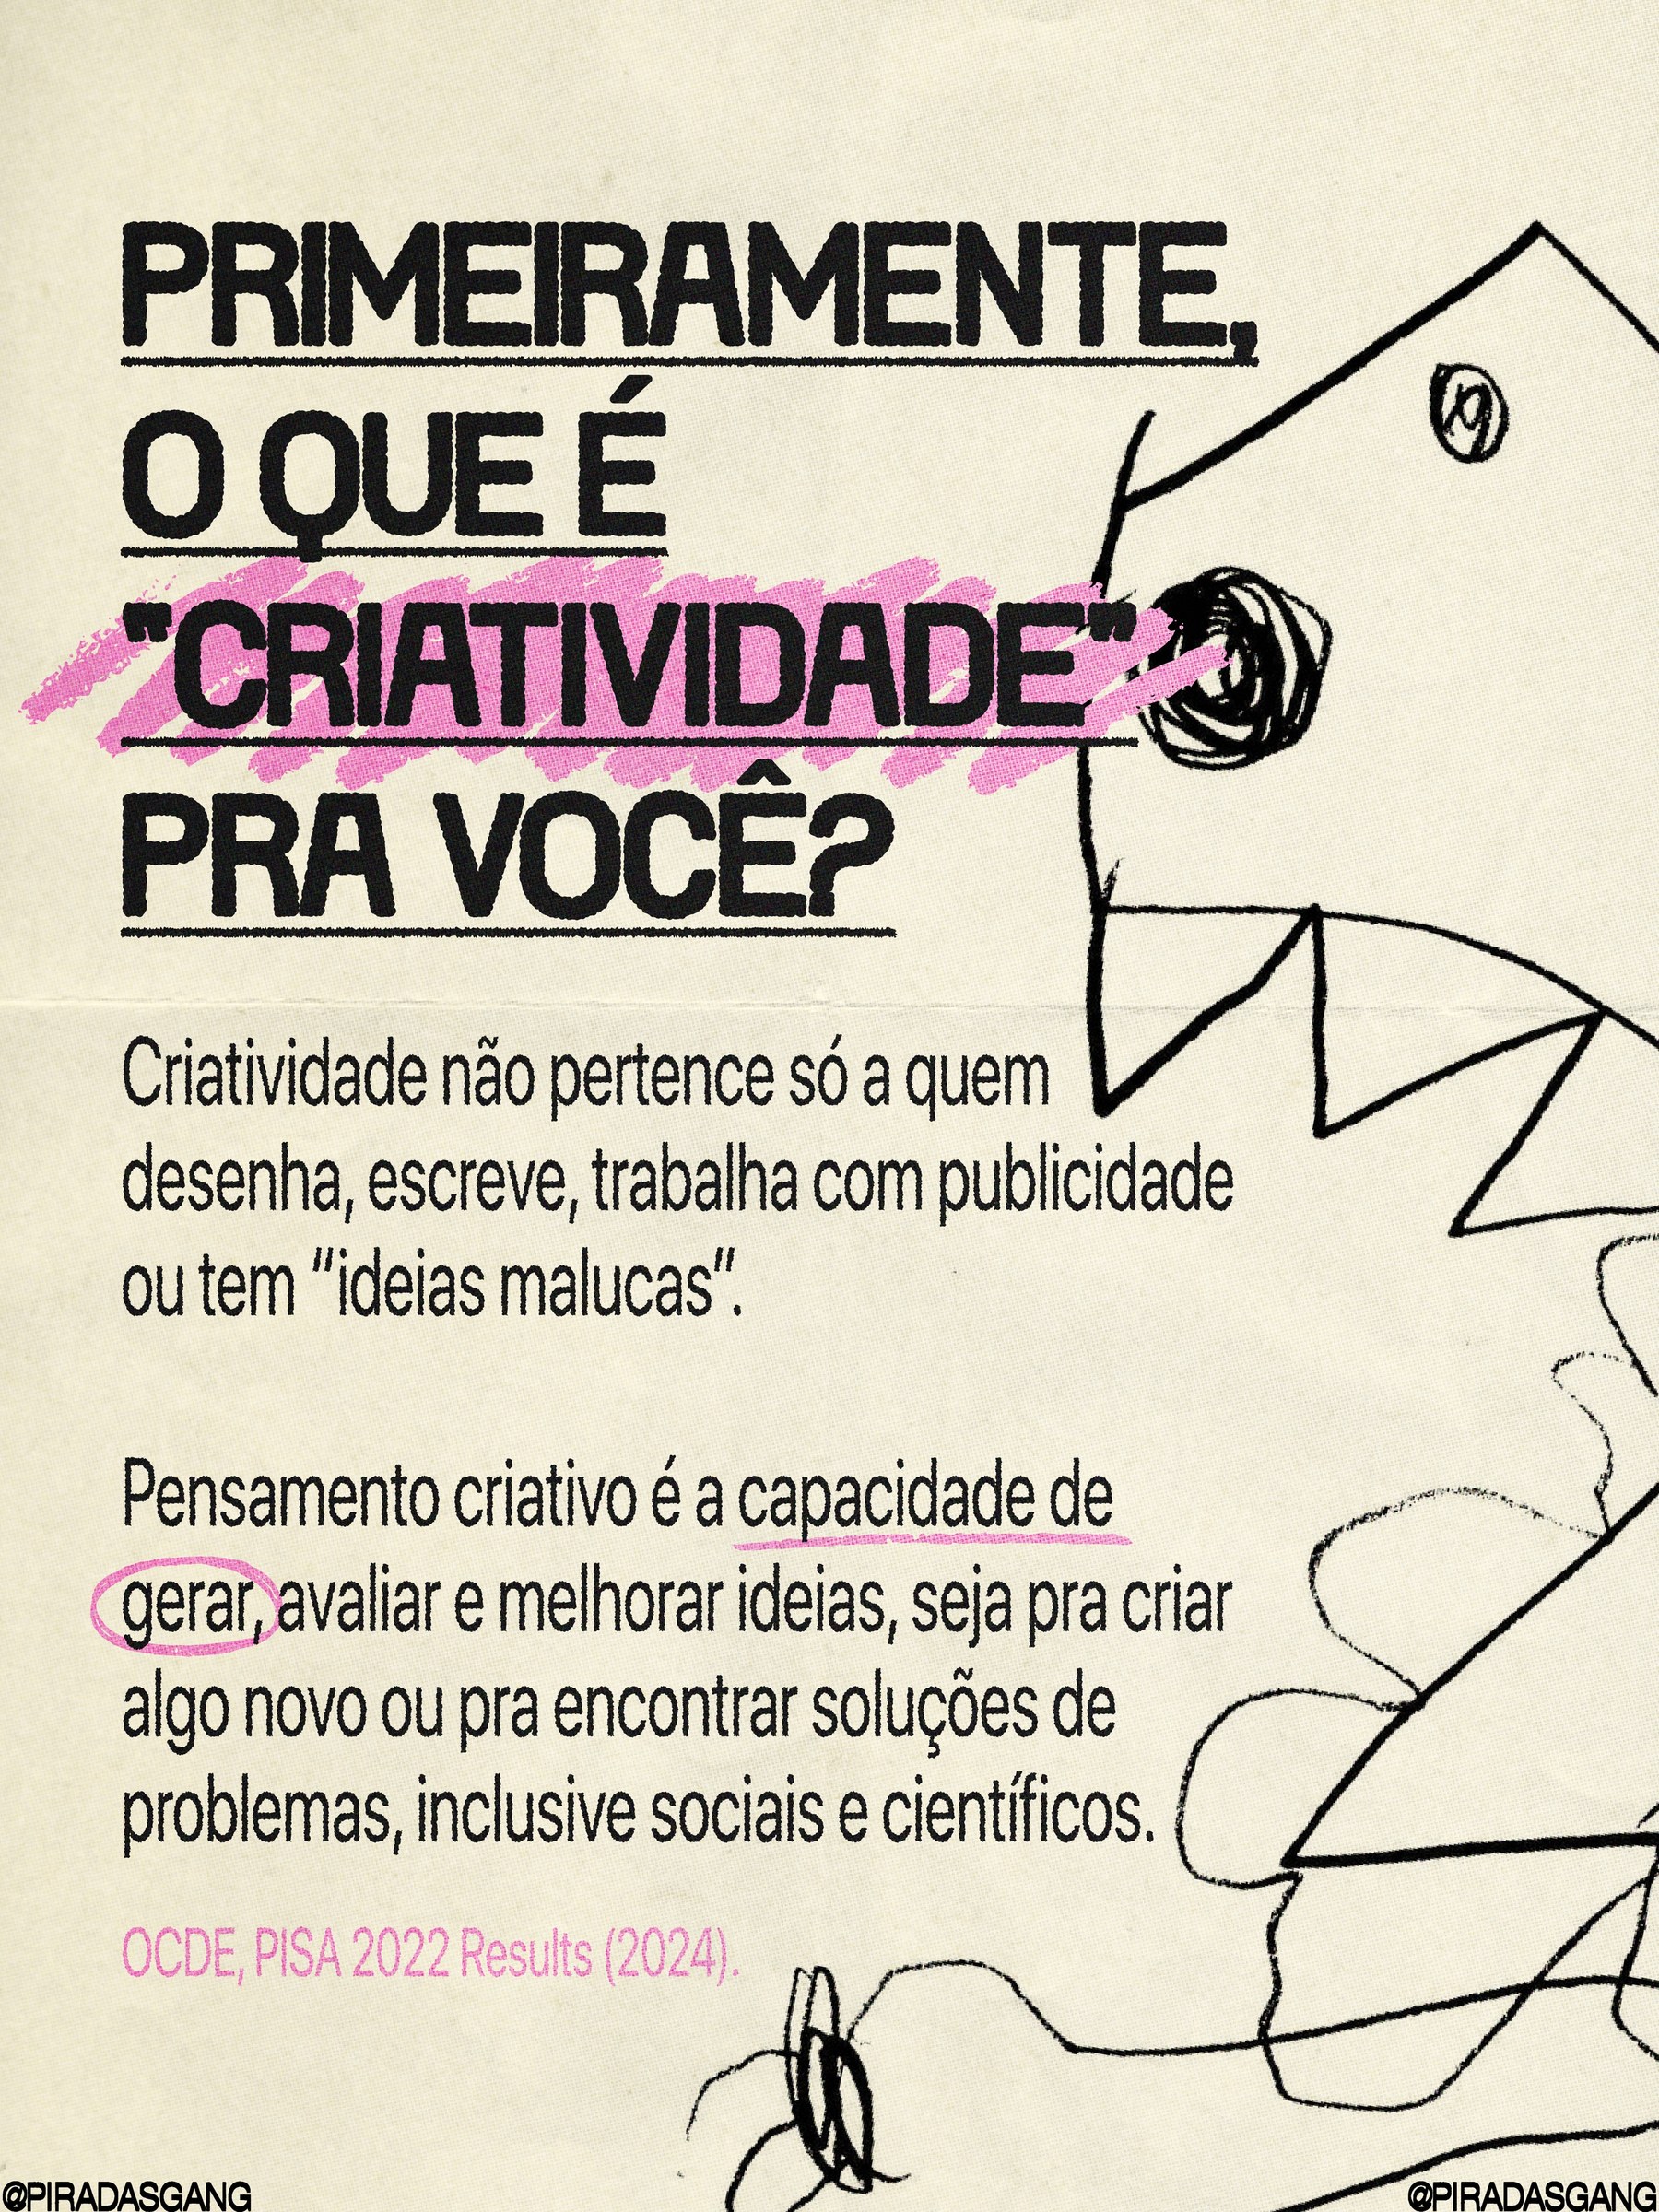 PRIMEIRAMENTE,
O QUE É
"CRIATIVIDADE"
PRA VOCÊ?
Criatividade não pertence só a quem
desenha, escreve, trabalha com publicidade
ou tem "ideias malucas".
Pensamento criativo é a capacidade de
gerar, avaliar e melhorar ideias, seja pra criar
algo novo ou pra encontrar soluções de
problemas, inclusive sociais e científicos.
OCDE, PISA 2022 Results (2024).
@PIRADASGANG
@PIRADASGANG